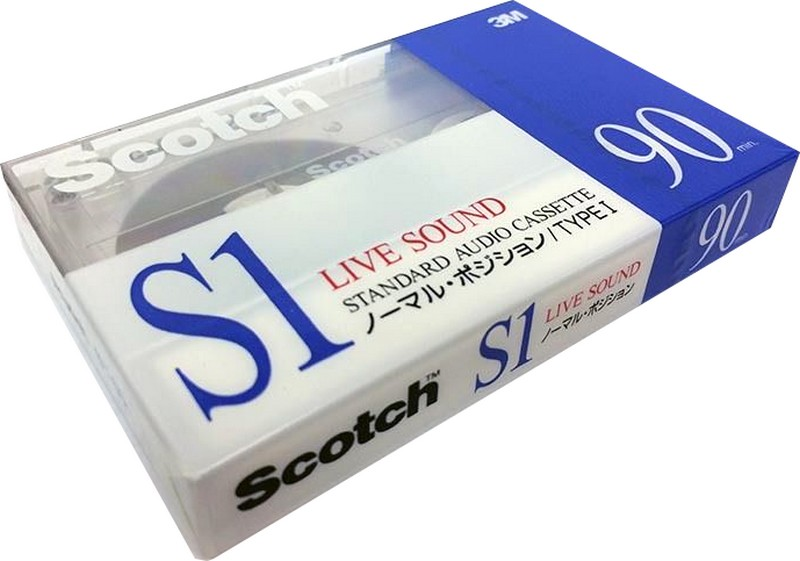 3M
Scotch™
Scotch
90 min.
S1
LIVE SOUND
STANDARD AUDIO CASSETTE
ノーマル・ポジション/TYPE I
90
Scotch™
S1
LIVE SOUND
ノーマル・ポジション